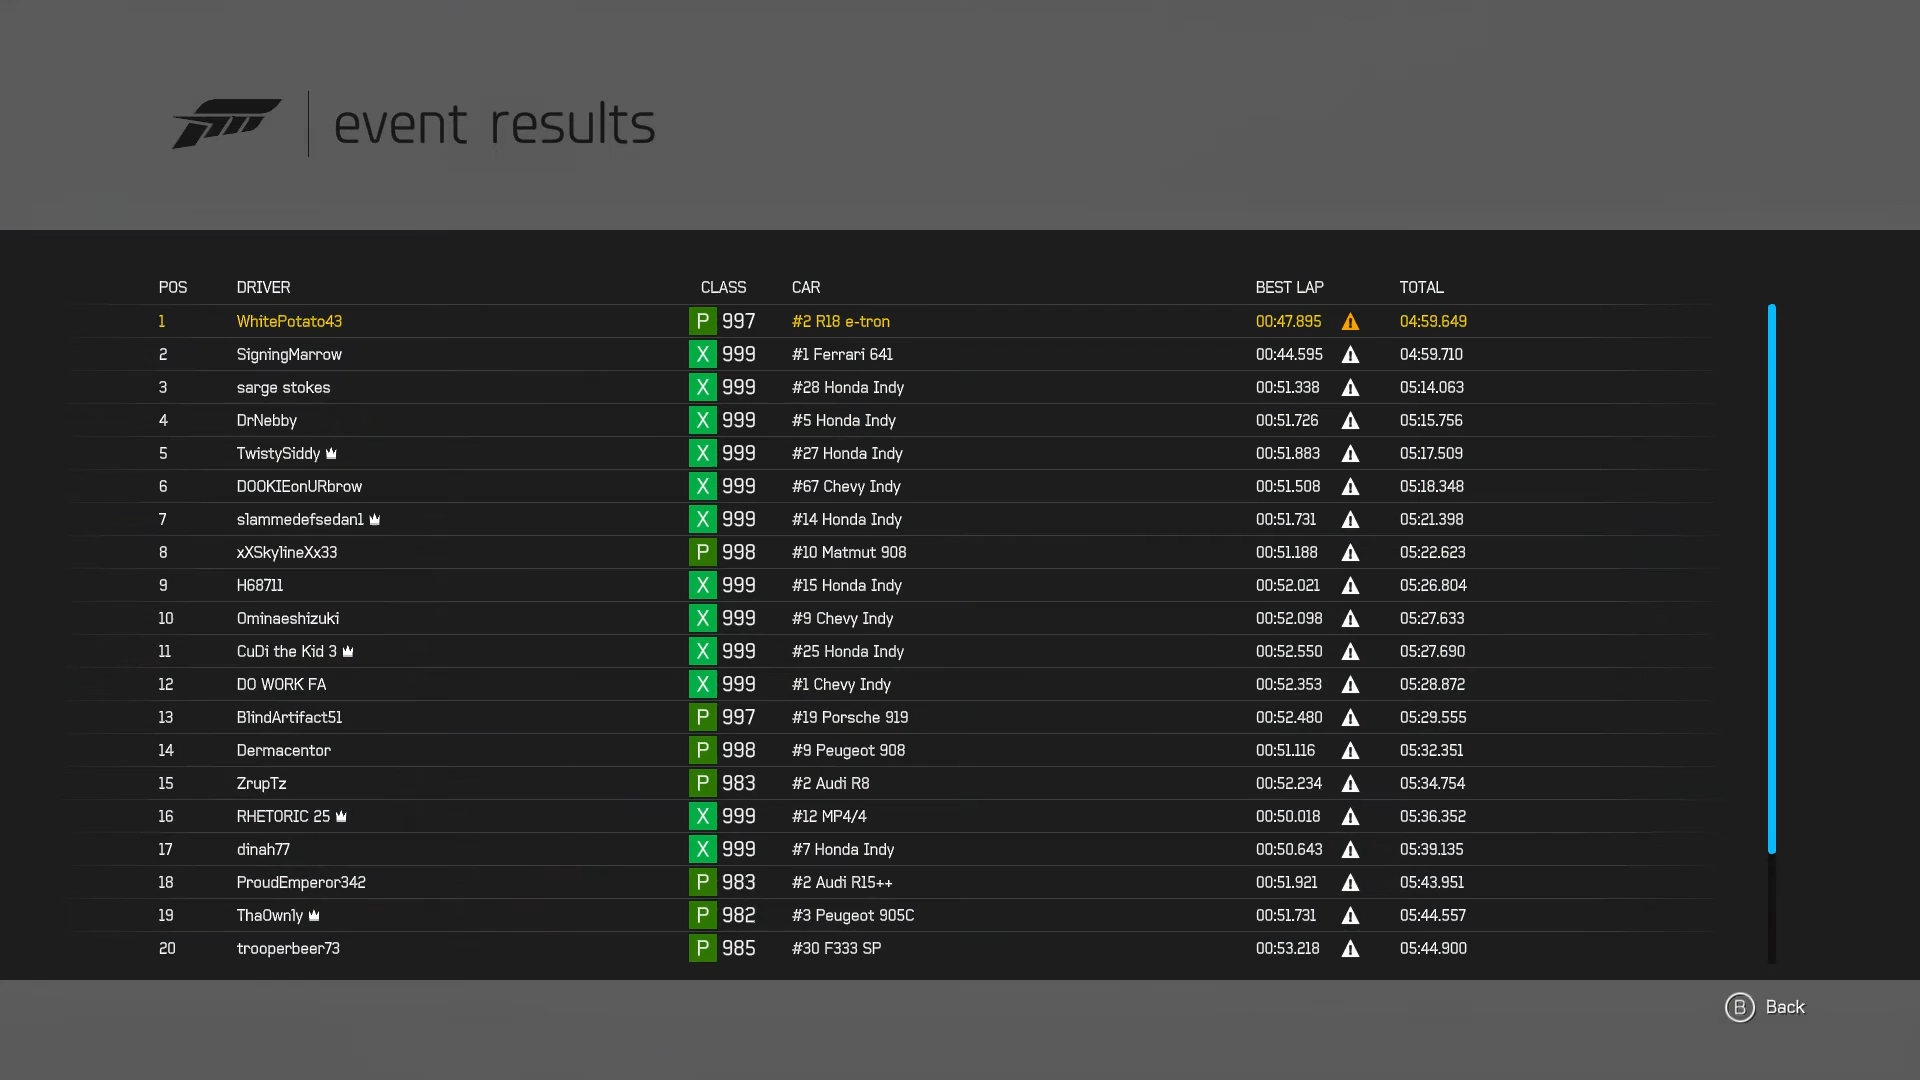 event results
POS DRIVER CLASS CAR BEST LAP TOTAL
1 WhitePotato43 P 997 #2 R18 e-tron 00:47.895 04:59.649
2 SigningMarrow X 999 #1 Ferrari 641 00:44.595 04:59.710
3 sarge stokes X 999 #28 Honda Indy 00:51.338 05:14.063
4 DrNebby X 999 #5 Honda Indy 00:51.726 05:15.756
5 TwistySiddy X 999 #27 Honda Indy 00:51.883 05:17.509
6 DOOKIEonURbrow X 999 #67 Chevy Indy 00:51.508 05:18.348
7 slammedefsedan1 X 999 #14 Honda Indy 00:51.731 05:21.398
8 xXSkylineXx33 P 998 #10 Matmut 908 00:51.188 05:22.623
9 H68711 X 999 #15 Honda Indy 00:52.021 05:26.804
10 Ominaeshizuki X 999 #9 Chevy Indy 00:52.098 05:27.633
11 CuDi the Kid 3 X 999 #25 Honda Indy 00:52.550 05:27.690
12 DO WORK FA X 999 #1 Chevy Indy 00:52.353 05:28.872
13 BlindArtifact51 P 997 #19 Porsche 919 00:52.480 05:29.555
14 Dermacentor P 998 #9 Peugeot 908 00:51.116 05:32.351
15 ZrupTz P 983 #2 Audi R8 00:52.234 05:34.754
16 RHETORIC 25 X 999 #12 MP4/4 00:50.018 05:36.352
17 dinah77 X 999 #7 Honda Indy 00:50.643 05:39.135
18 ProudEmperor342 P 983 #2 Audi R15++ 00:51.921 05:43.951
19 ThaOwnly P 982 #3 Peugeot 905C 00:51.731 05:44.557
20 trooperbeer73 P 985 #30 F333 SP 00:53.218 05:44.900
B Back